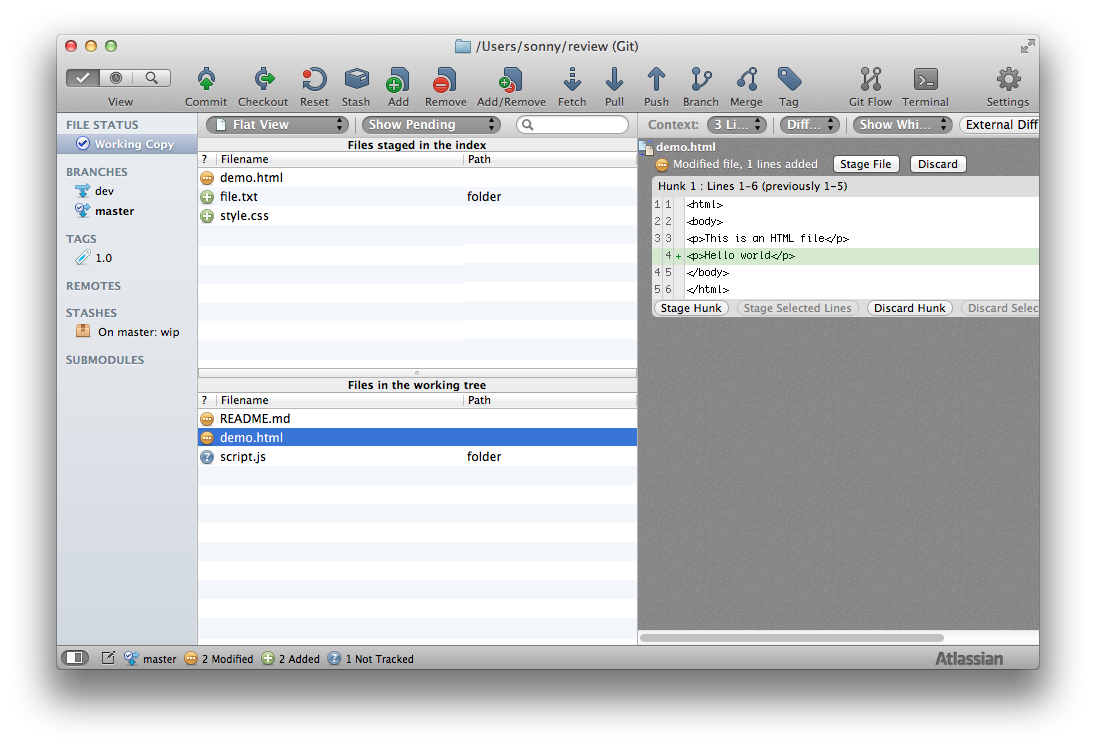 /Users/sonny/review (Git)
View Commit Checkout Reset Stash Add Remove Add/Remove Fetch Pull Push Branch Merge Tag Git Flow Terminal Settings
FILE STATUS
Working Copy
BRANCHES
dev
master
TAGS
1.0
REMOTES
STASHES
On master: wip
SUBMODULES
Flat View Show Pending
Files staged in the index
? Filename Path
demo.html
file.txt folder
style.css
Files in the working tree
? Filename Path
README.md
demo.html
script.js folder
Context: 3 Li... Diff... Show Whi... External Diff
demo.html
Modified file, 1 lines added Stage File Discard
Hunk 1 : Lines 1-6 (previously 1-5)
1 1 <html>
2 2 <body>
3 3 <p>This is an HTML file</p>
4 + <p>Hello world</p>
4 5 </body>
5 6 </html>
Stage Hunk Stage Selected Lines Discard Hunk Discard Selec
master 2 Modified 2 Added 1 Not Tracked
Atlassian